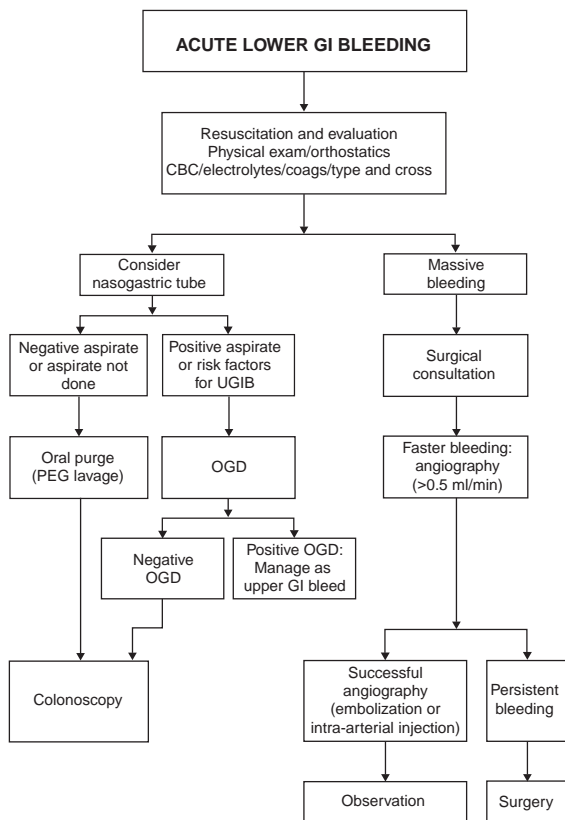 ACUTE LOWER GI BLEEDING
Resuscitation and evaluation
Physical exam/orthostatics
CBC/electrolytes/coags/type and cross
Consider
nasogastric tube
Massive
bleeding
Negative aspirate
or aspirate not
done
Positive aspirate
or risk factors
for UGIB
Surgical
consultation
Oral purge
(PEG lavage)
OGD
Faster bleeding:
angiography
(>0.5 ml/min)
Negative
OGD
Positive OGD:
Manage as
upper GI bleed
Colonoscopy
Successful
angiography
(embolization or
intra-arterial injection)
Persistent
bleeding
Observation
Surgery